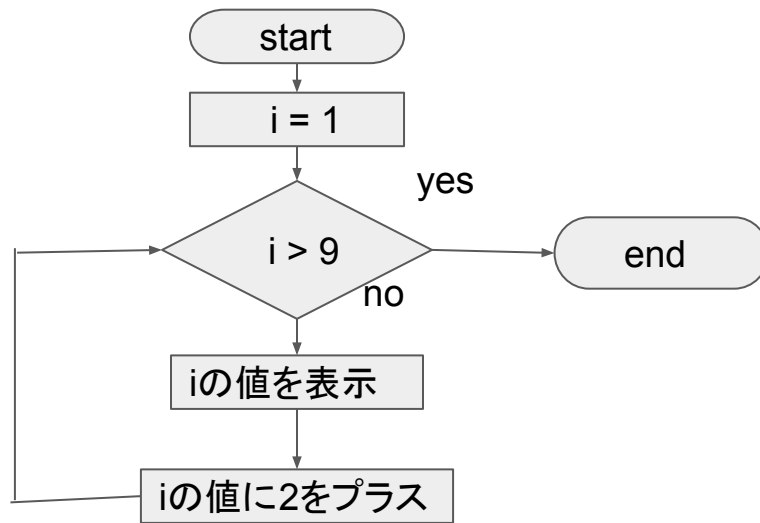 start
i = 1
yes
i > 9
end
no
iの値を表示
iの値に2をプラス